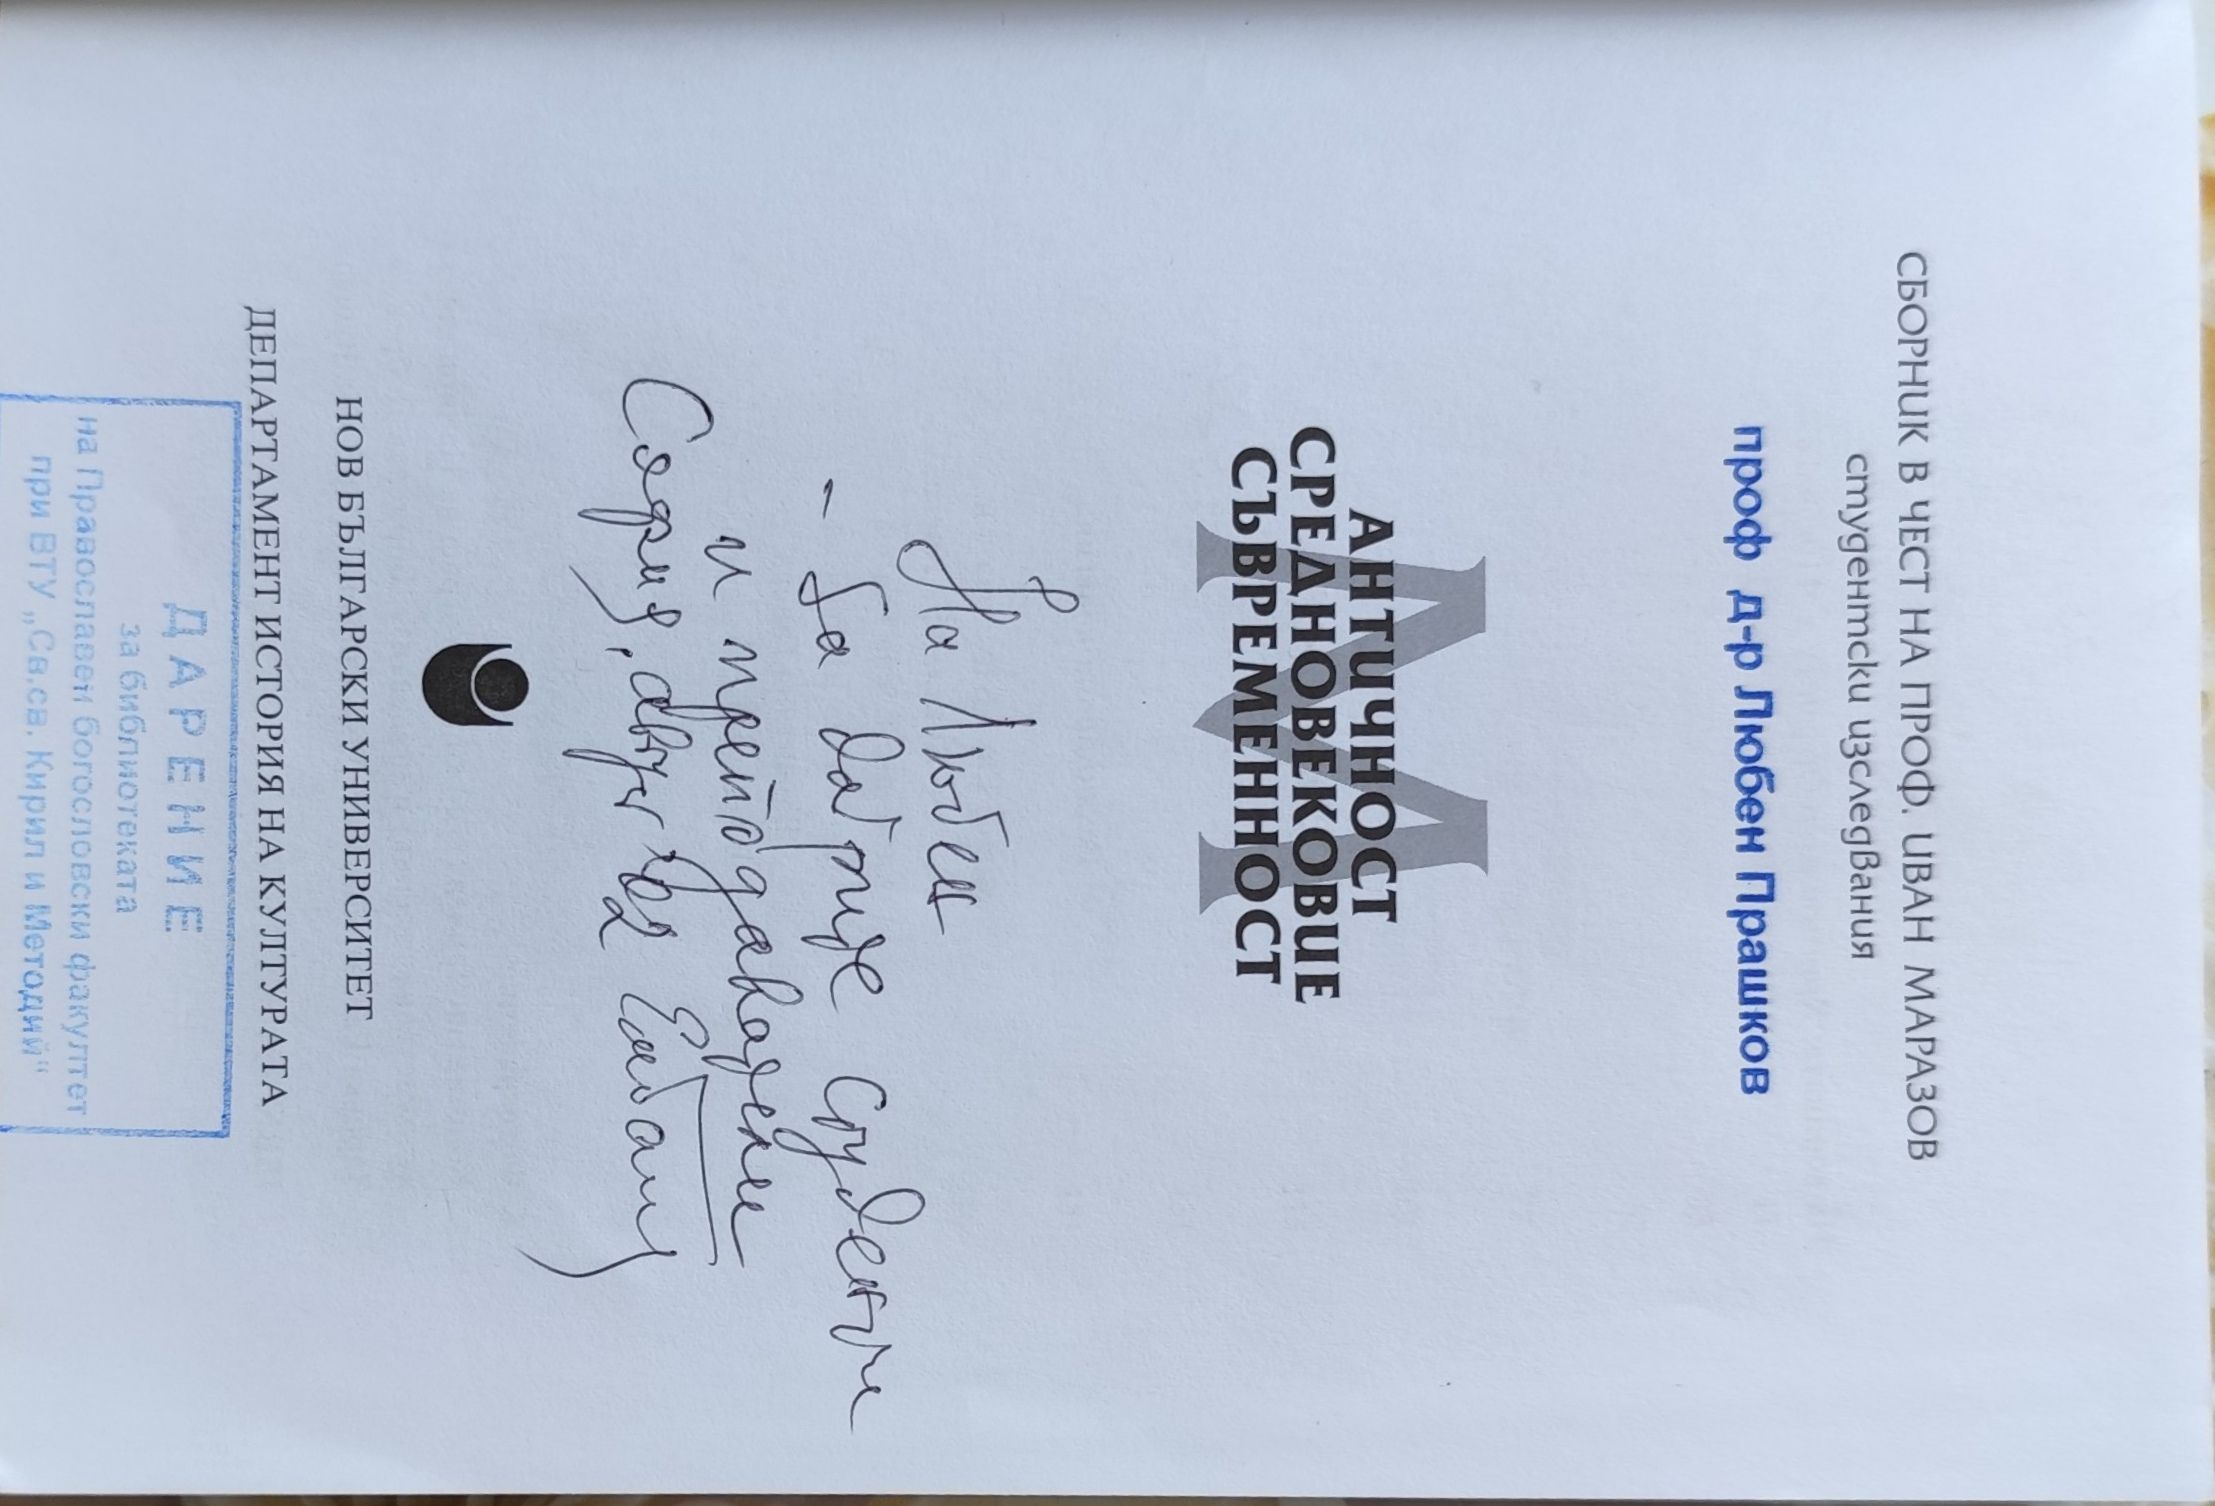 СБОРНИК В ЧЕСТ НА ПРОФ. ИВАН МАРАЗОВ
студентски изследвания
проф д-р Любен Прашков
АНТИЧНОСТ
СРЕДНОВЕКОВИЕ
СЪВРЕМЕННОСТ
На Любен
- за добрите студенти
и преподаватели
София,
НОВ БЪЛГАРСКИ УНИВЕРСИТЕТ
ДЕПАРТАМЕНТ ИСТОРИЯ НА КУЛТУРАТА
ДАРЕНИЕ
за библиотеката
на Православен богословски факултет
при ВТУ „Св.св. Кирил и Методий"